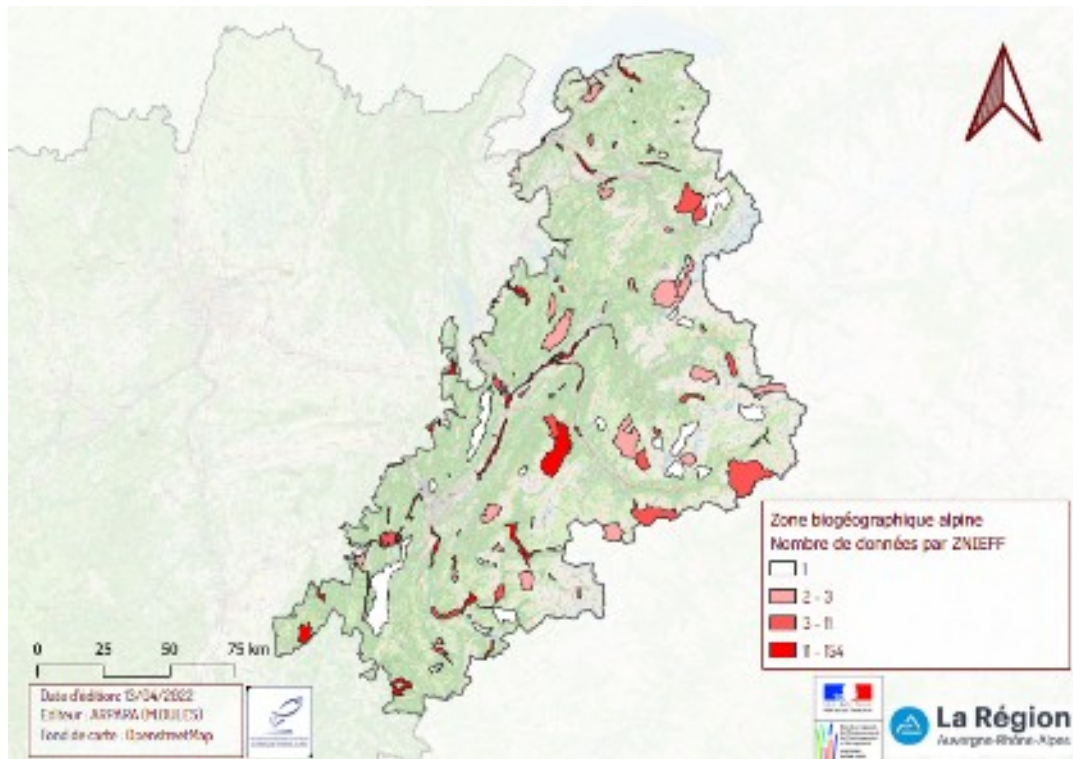 Zone biogéographique alpine
Nombre de données par ZNIEFF
1
2 - 3
3 - 11
11 - 154
0 25 50 75 km
Date d'édition: 13/04/2022
Editeur : ARPARA (MOULES)
Fond de carte : OpenstreetMap
La Région
Auvergne-Rhône-Alpes